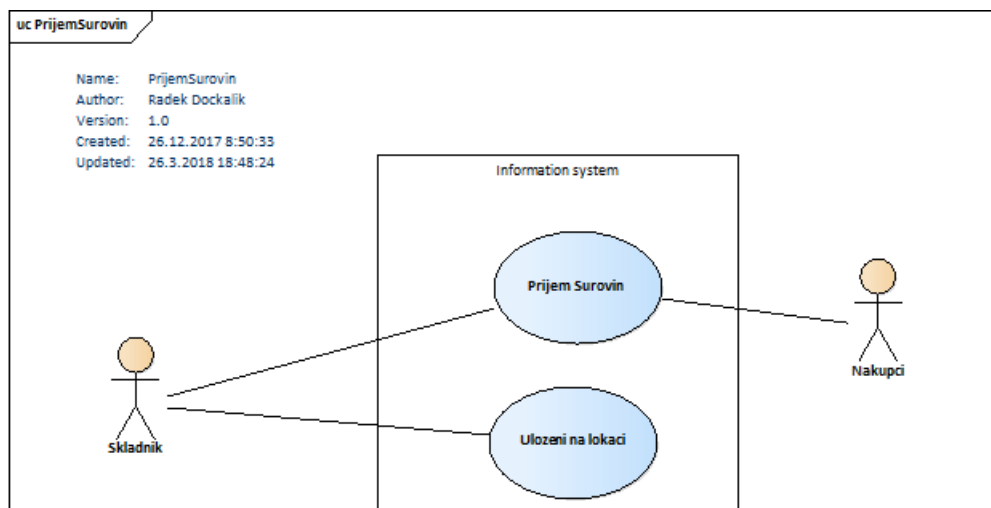 uc PrijemSurovin
Name: PrijemSurovin
Author: Radek Dockalik
Version: 1.0
Created: 26.12.2017 8:50:33
Updated: 26.3.2018 18:48:24
Information system
Prijem Surovin
Nakupci
Ulozeni na lokaci
Skladnik